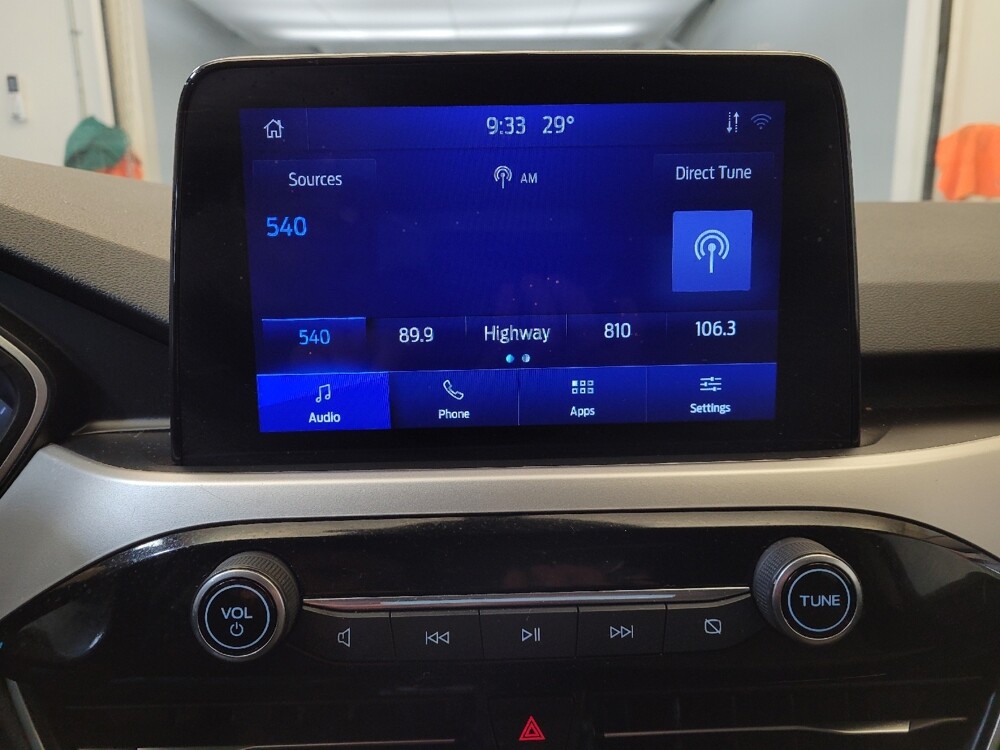 9:33 29°
Sources
AM
Direct Tune
540
540 89.9 Highway 810 106.3
Audio Phone Apps Settings
VOL
TUNE